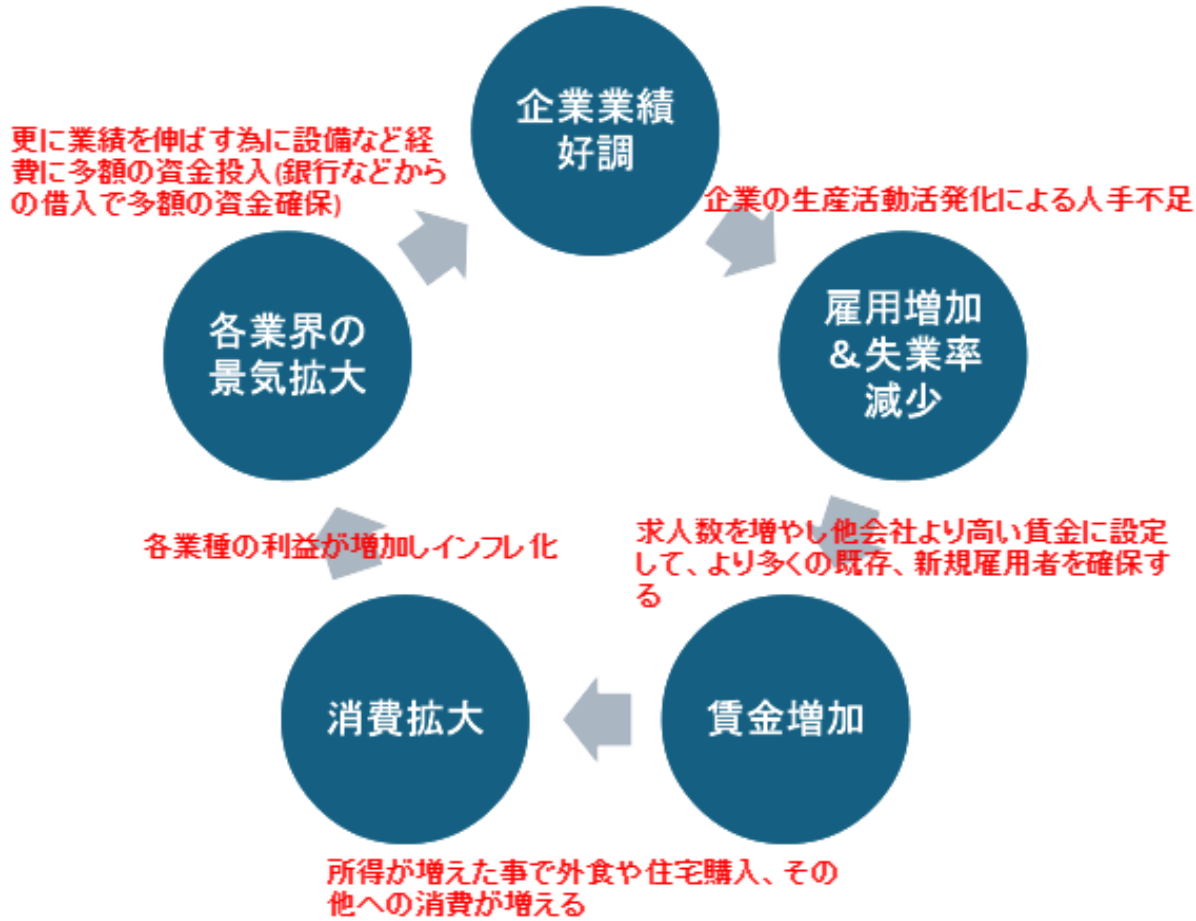 企業業績
好調
更に業績を伸ばす為に設備など経
費に多額の資金投入(銀行などから
の借入で多額の資金確保)
企業の生産活動活発化による人手不足
各業界の
景気拡大
雇用増加
＆失業率
減少
各業種の利益が増加しインフレ化
求人数を増やし他会社より高い賃金に設定
して、より多くの既存、新規雇用者を確保す
る
消費拡大
賃金増加
所得が増えた事で外食や住宅購入、その
他への消費が増える